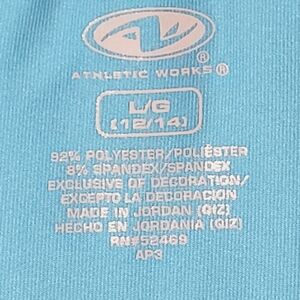 ATHLETIC WORKS®
L/G
(12/14)
92% POLYESTER/POLIÉSTER
8% SPANDEX/SPANDEX
EXCLUSIVE OF DECORATION/
EXCEPTO LA DECORACION
MADE IN JORDAN (QIZ)
HECHO EN JORDANIA (QIZ)
RN#52469
AP3